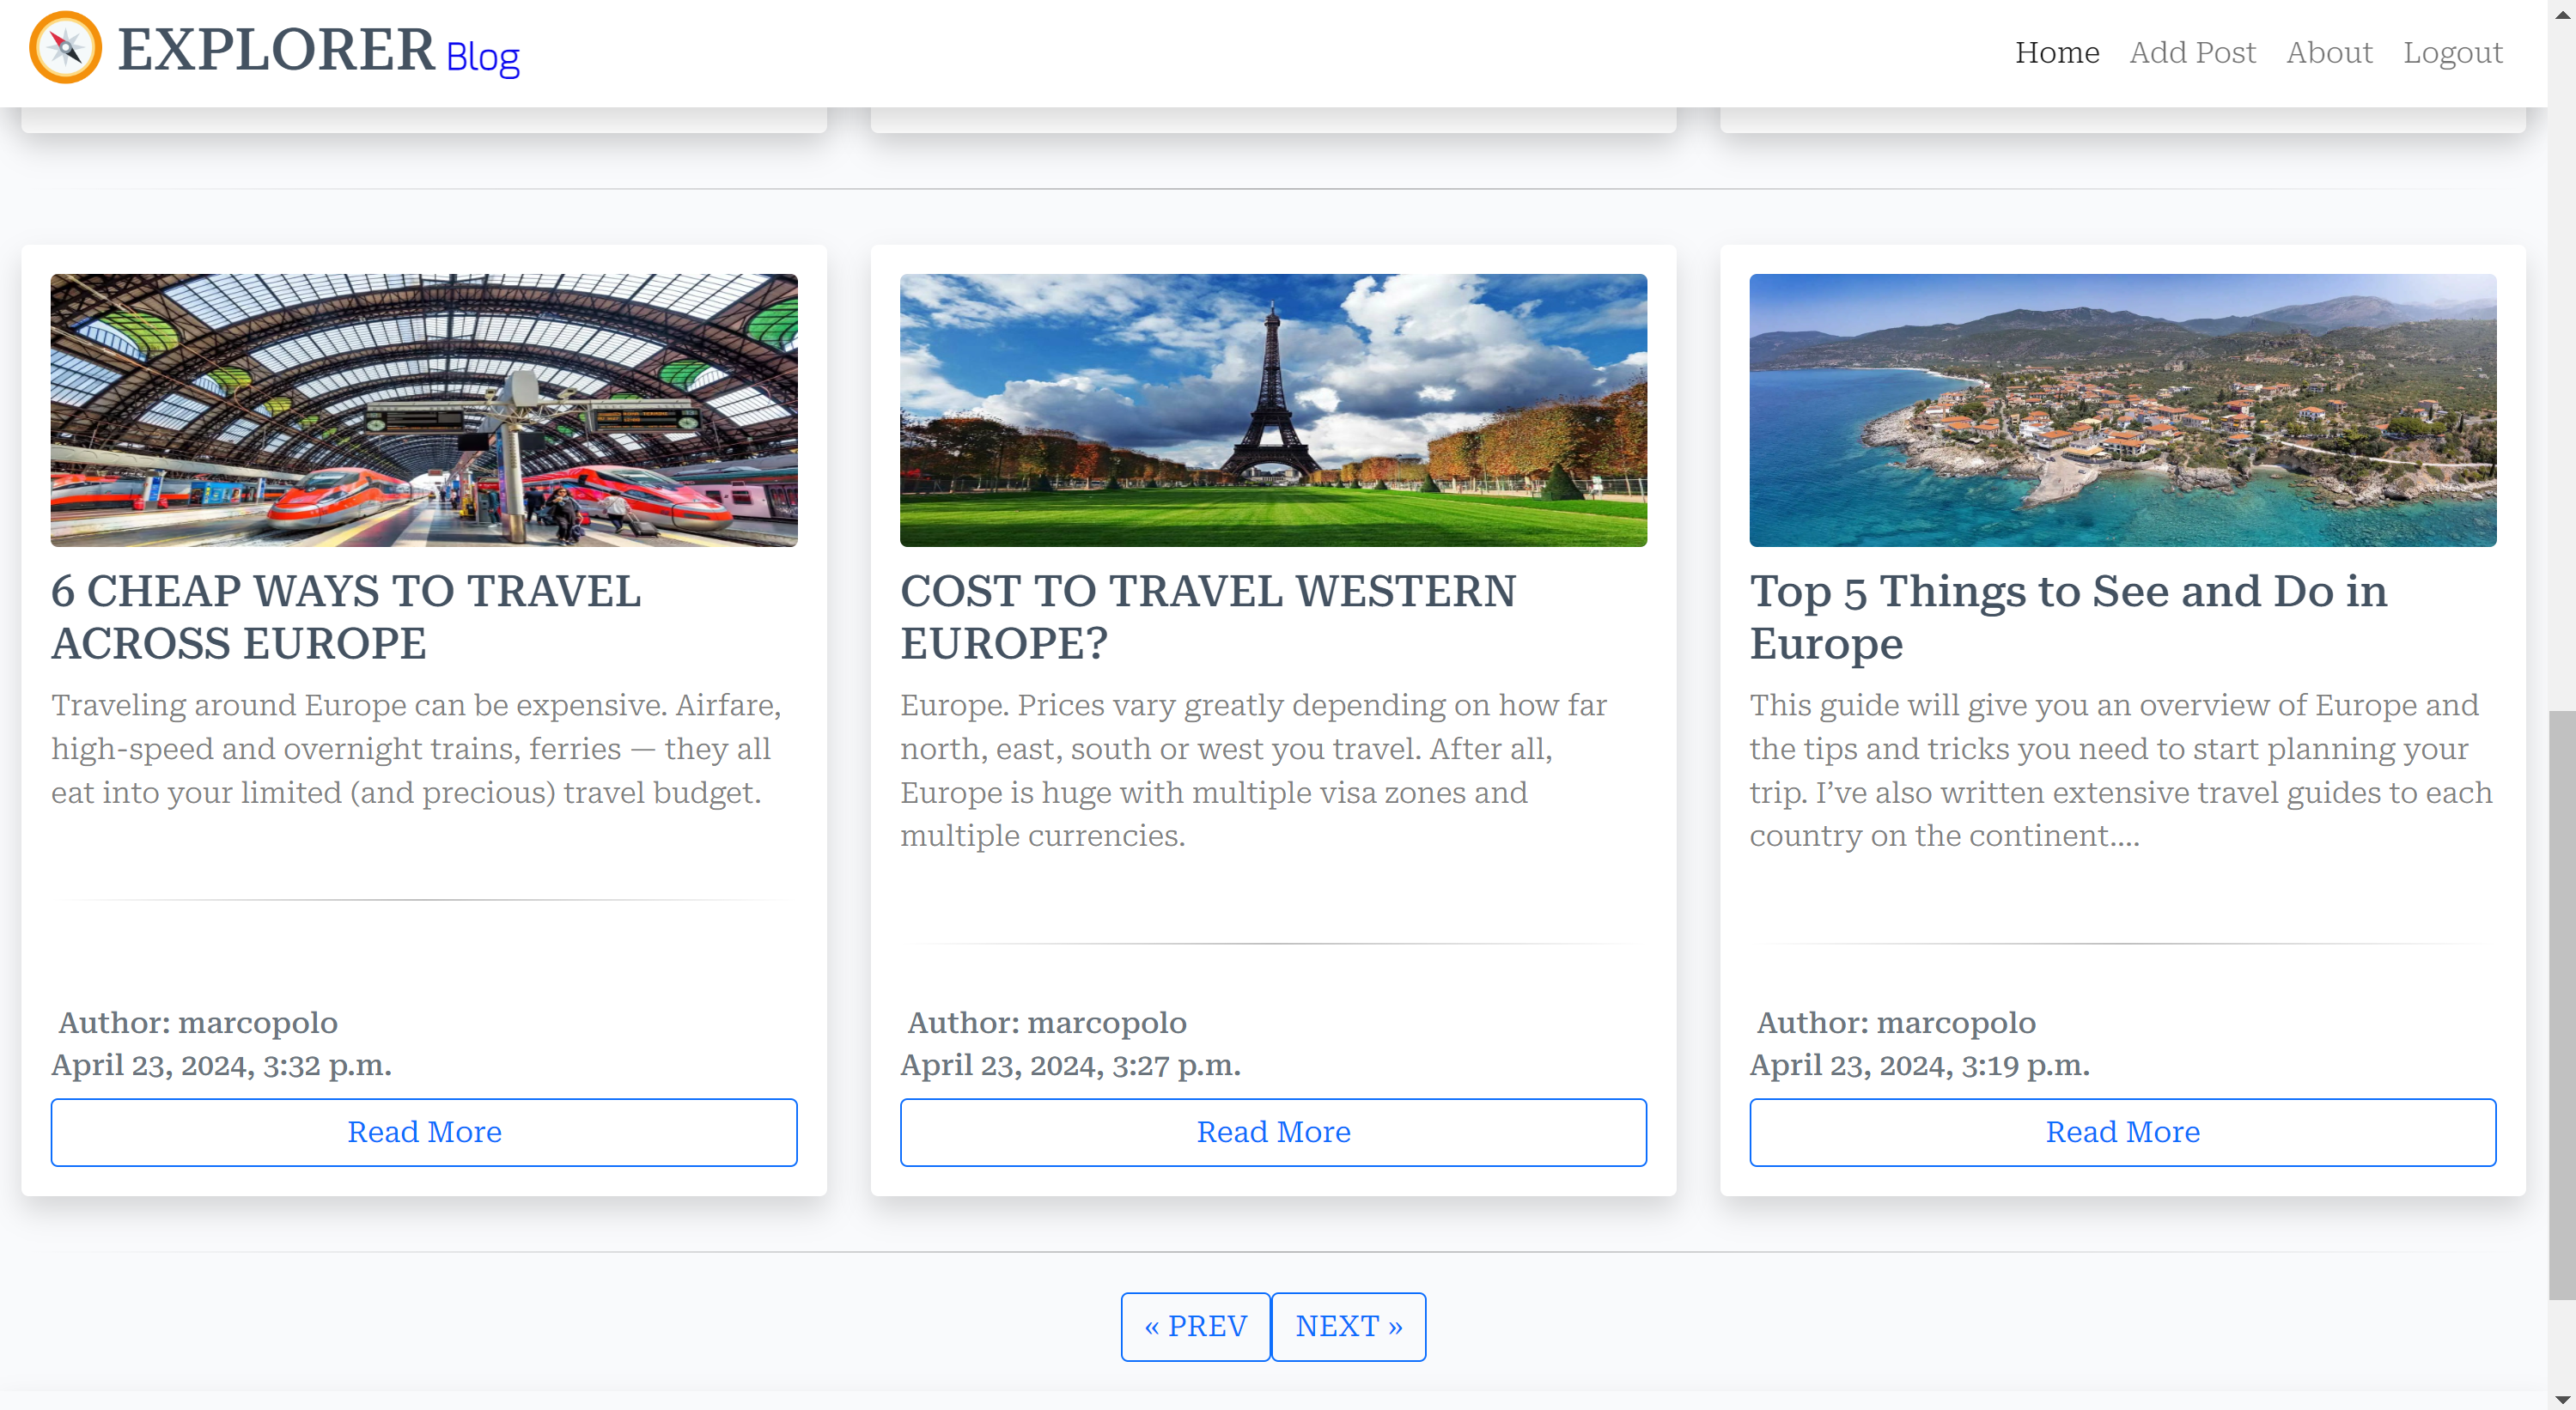 EXPLORER Blog
Home Add Post About Logout
6 CHEAP WAYS TO TRAVEL
ACROSS EUROPE
Traveling around Europe can be expensive. Airfare,
high-speed and overnight trains, ferries — they all
eat into your limited (and precious) travel budget.
Author: marcopolo
April 23, 2024, 3:32 p.m.
Read More
COST TO TRAVEL WESTERN
EUROPE?
Europe. Prices vary greatly depending on how far
north, east, south or west you travel. After all,
Europe is huge with multiple visa zones and
multiple currencies.
Author: marcopolo
April 23, 2024, 3:27 p.m.
Read More
Top 5 Things to See and Do in
Europe
This guide will give you an overview of Europe and
the tips and tricks you need to start planning your
trip. I’ve also written extensive travel guides to each
country on the continent....
Author: marcopolo
April 23, 2024, 3:19 p.m.
Read More
« PREV
NEXT »